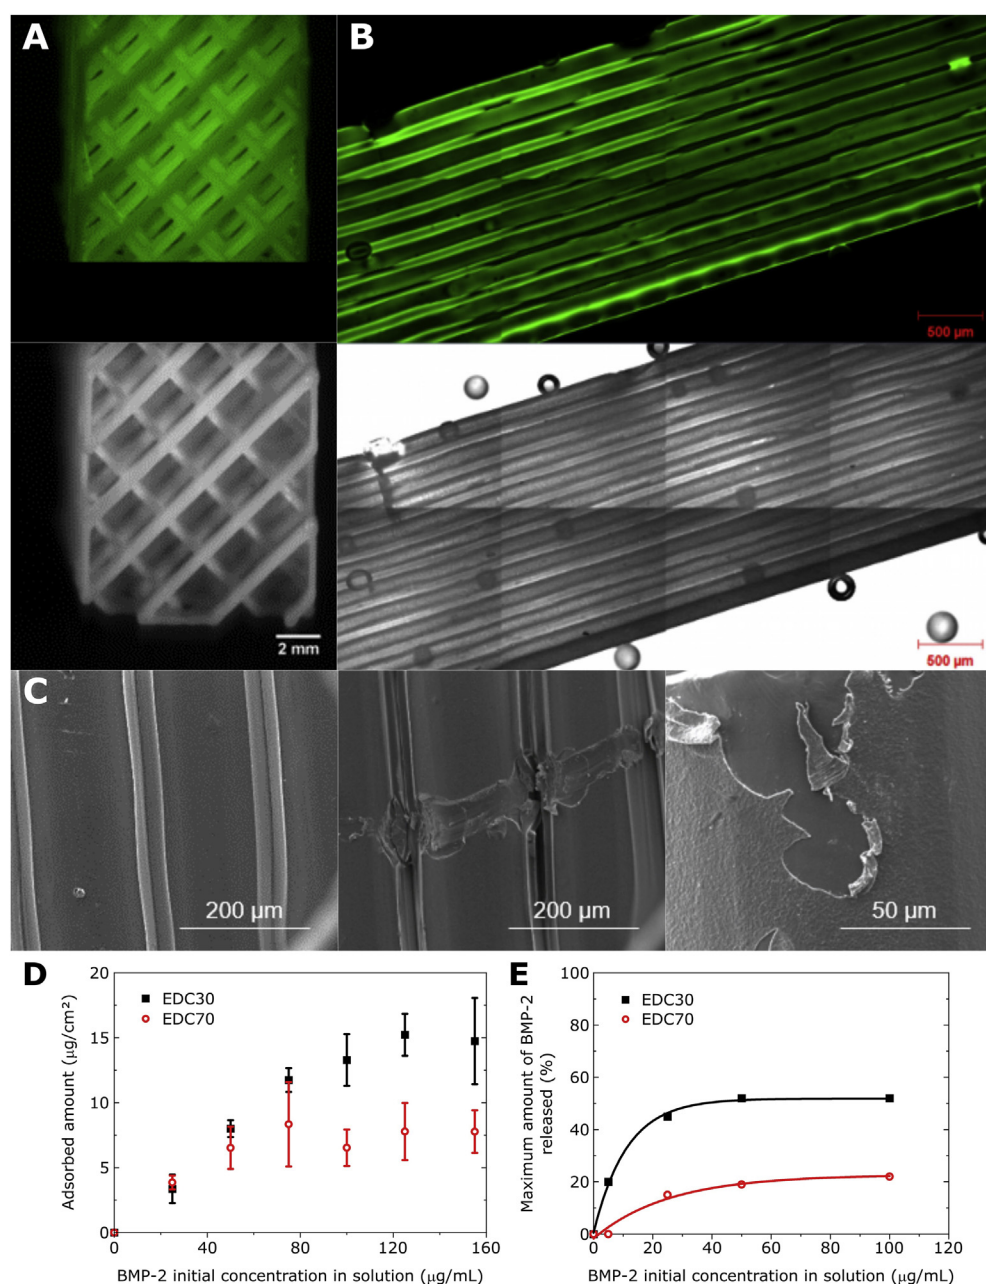 A
B
500 µm
2 mm
500 µm
C
200 µm
200 µm
50 µm
D
20
15
10
5
0
EDC30
EDC70
Adsorbed amount (µg/cm²)
0
40
80
120
160
BMP-2 initial concentration in solution (µg/mL)
E
100
80
60
40
20
0
EDC30
EDC70
Maximum amount of BMP-2
released (%)
0
20
40
60
80
100
120
BMP-2 initial concentration in solution (µg/mL)